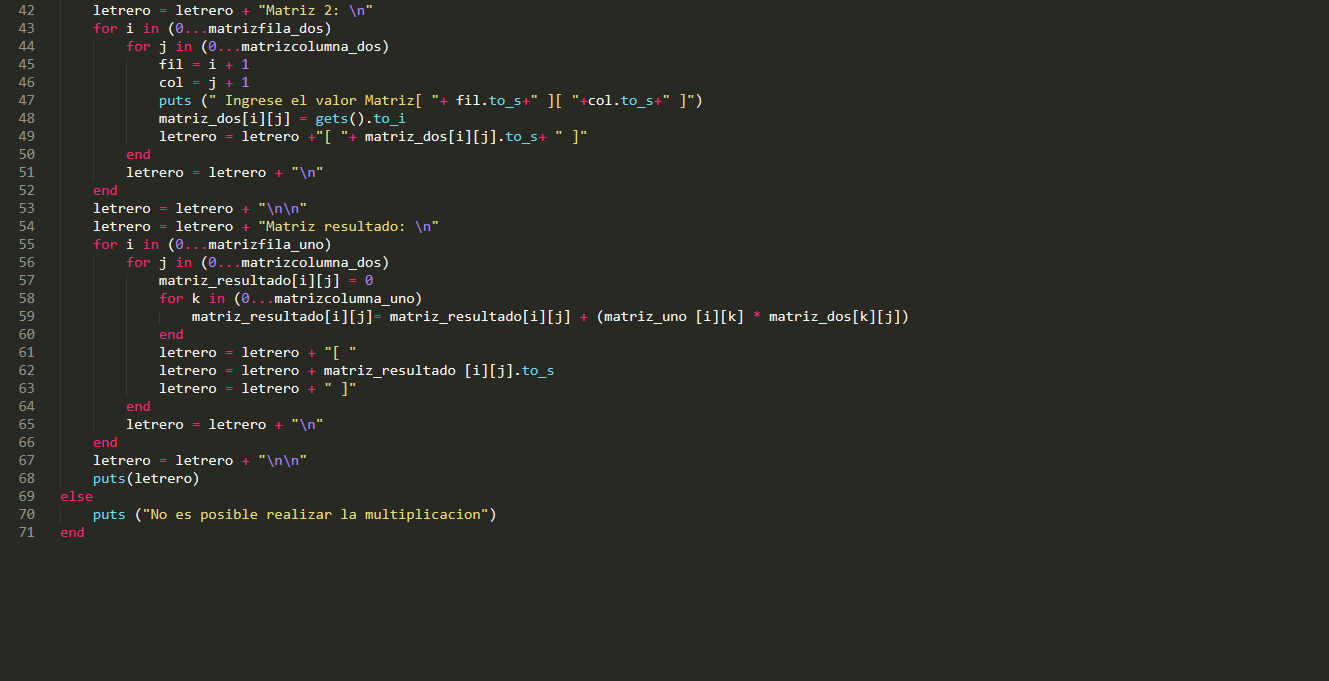 42 letrero = letrero + "Matriz 2: \n"
43 for i in (0...matrizfila_dos)
44 for j in (0...matrizcolumna_dos)
45 fil = i + 1
46 col = j + 1
47 puts (" Ingrese el valor Matriz[ "+ fil.to_s+" ][ "+col.to_s+" ]")
48 matriz_dos[i][j] = gets().to_i
49 letrero = letrero +"[ "+ matriz_dos[i][j].to_s+ " ]"
50 end
51 letrero = letrero + "\n"
52 end
53 letrero = letrero + "\n\n"
54 letrero = letrero + "Matriz resultado: \n"
55 for i in (0...matrizfila_uno)
56 for j in (0...matrizcolumna_dos)
57 matriz_resultado[i][j] = 0
58 for k in (0...matrizcolumna_uno)
59 matriz_resultado[i][j]= matriz_resultado[i][j] + (matriz_uno [i][k] * matriz_dos[k][j])
60 end
61 letrero = letrero + "[ "
62 letrero = letrero + matriz_resultado [i][j].to_s
63 letrero = letrero + " ]"
64 end
65 letrero = letrero + "\n"
66 end
67 letrero = letrero + "\n\n"
68 puts(letrero)
69 else
70 puts ("No es posible realizar la multiplicacion")
71 end